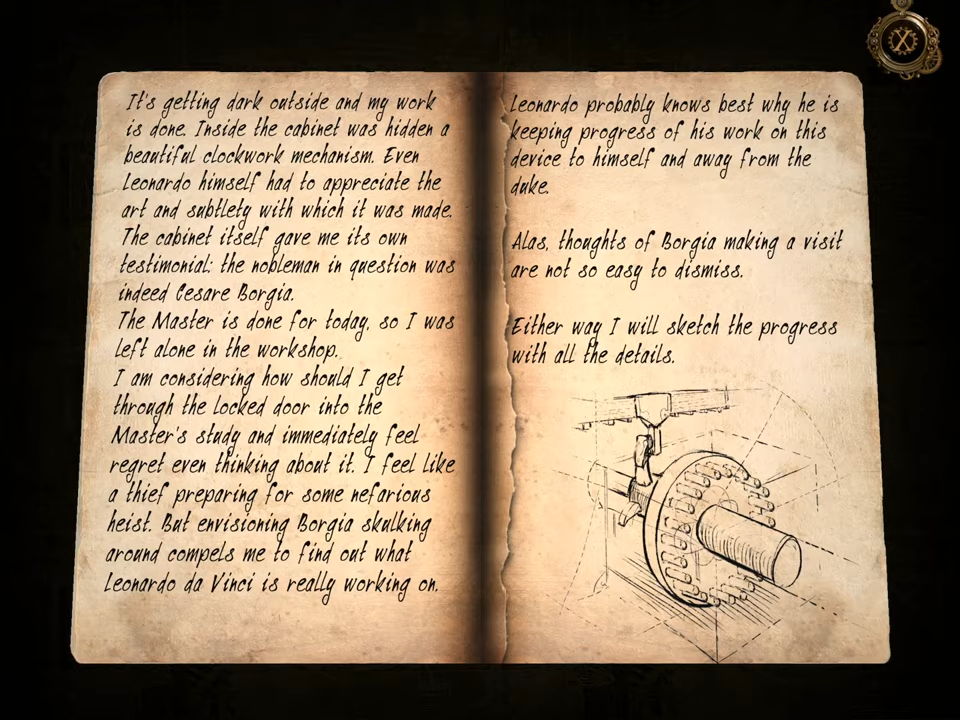 It's getting dark outside and my work
is done. Inside the cabinet was hidden a
beautiful clockwork mechanism. Even
Leonardo himself had to appreciate the
art and subtlety with which it was made.
The cabinet itself gave me its own
testimonial: the nobleman in question was
indeed Cesare Borgia.
The Master is done for today, so I was
left alone in the workshop.
I am considering how should I get
through the locked door into the
Master's study and immediately feel
regret even thinking about it. I feel like
a thief preparing for some nefarious
heist. But envisioning Borgia skulking
around compels me to find out what
Leonardo da Vinci is really working on.
Leonardo probably knows best why he is
keeping progress of his work on this
device to himself and away from the
duke.
Alas, thoughts of Borgia making a visit
are not so easy to dismiss.
Either way I will sketch the progress
with all the details.
X